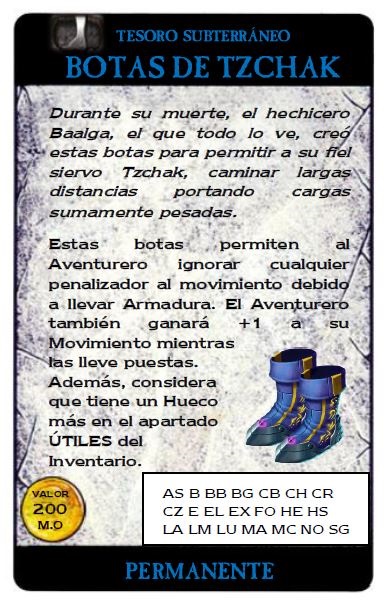 TESORO SUBTERRÁNEO
BOTAS DE TZCHAK
Durante su muerte, el hechicero
Baalga, el que todo lo ve, creó
estas botas para permitir a su fiel
siervo Tzchak, caminar largas
distancias portando cargas
sumamente pesadas.
Estas botas permiten al
Aventurero ignorar cualquier
penalizador al movimiento debido
a llevar Armadura. El Aventurero
también ganará +1 a su
Movimiento mientras
las lleve puestas.
Además, considera
que tiene un Hueco
más en el apartado
ÚTILES del
Inventario.
VALOR
200
M.O
AS B BB BG CB CH CR
CZ E EL EX FO HE HS
LA LM LU MA MC NO SG
PERMANENTE